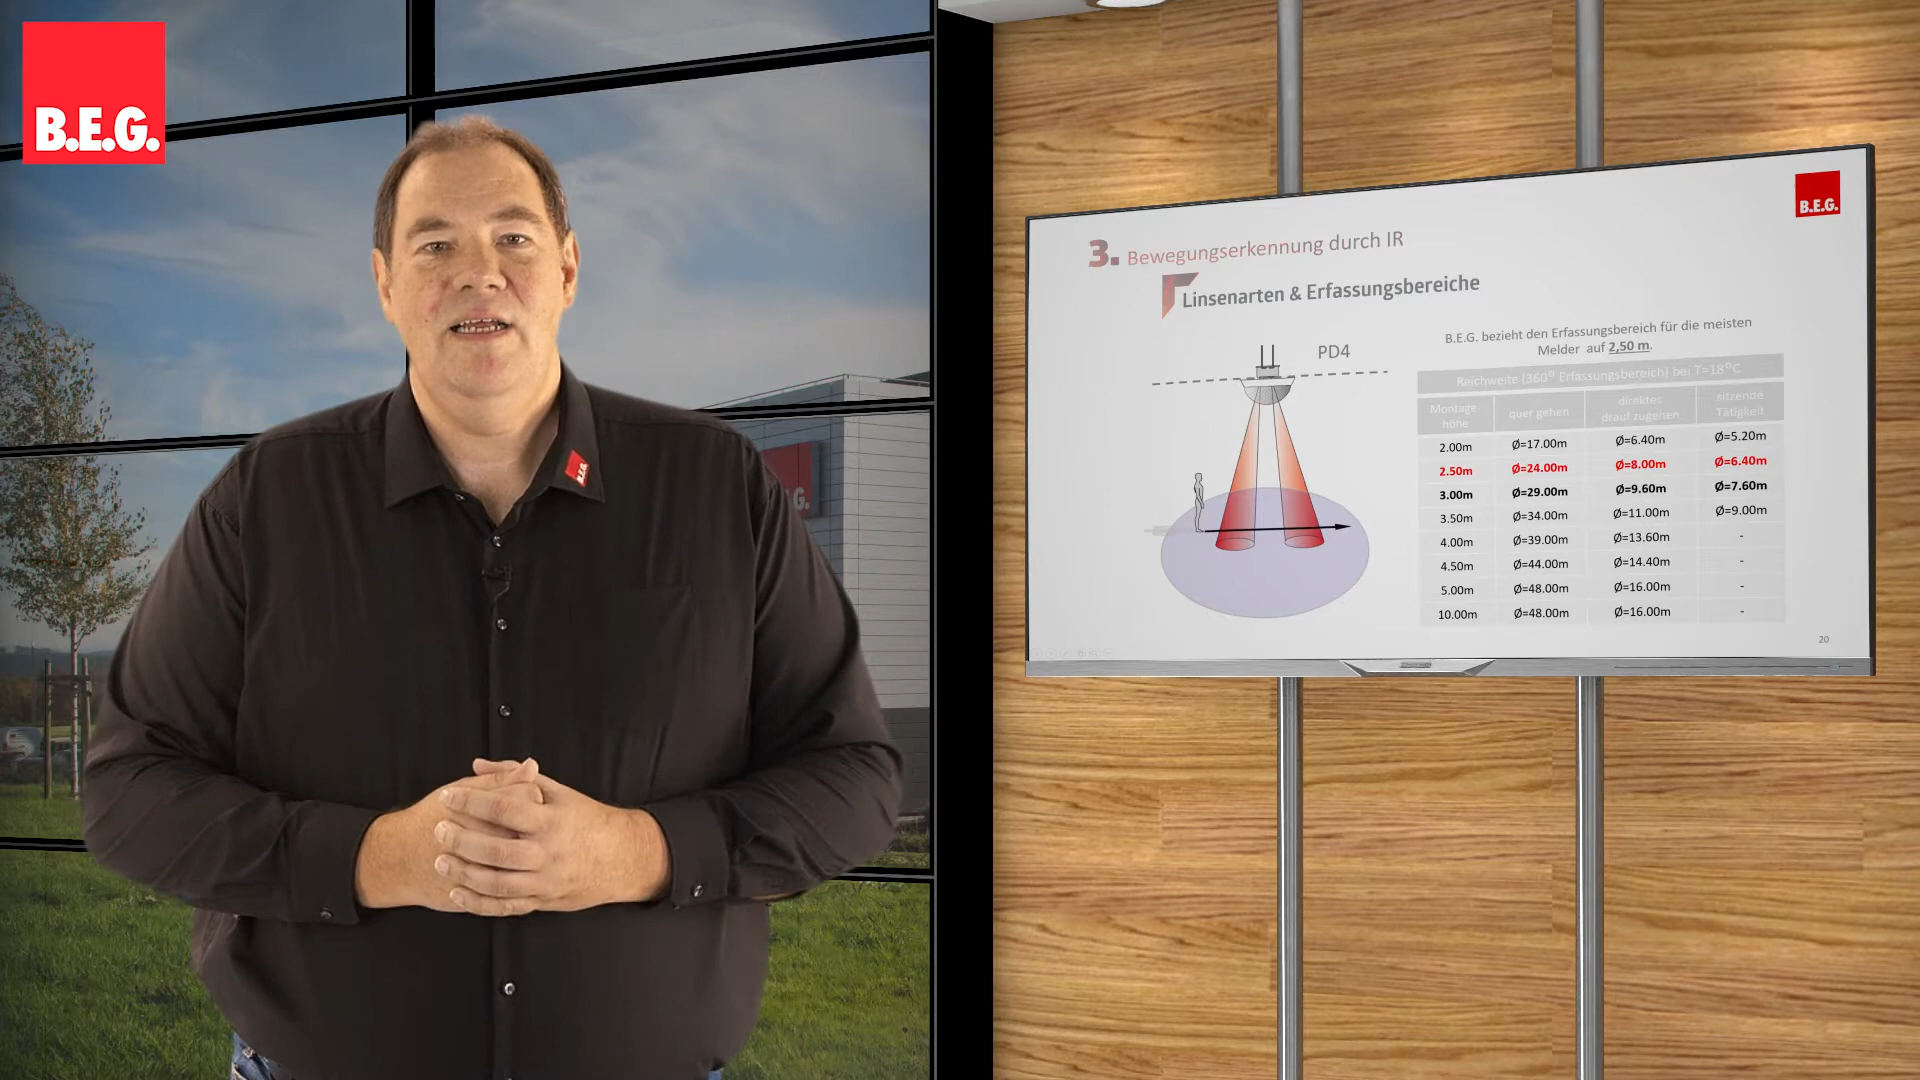 B.E.G.
B.E.G.
B.E.G.
3. Bewegungserkennung durch IR
Linsenarten & Erfassungsbereiche
PD4
B.E.G. bezieht den Erfassungsbereich für die meisten
Melder auf 2,50 m.
Reichweite (360° Erfassungsbereich) bei T=18°C
Montage-höhe quer gehen direktes drauf zugehen sitzende Tätigkeit
2.00m Ø=17.00m Ø=6.40m Ø=5.20m
2.50m Ø=24.00m Ø=8.00m Ø=6.40m
3.00m Ø=29.00m Ø=9.60m Ø=7.60m
3.50m Ø=34.00m Ø=11.00m Ø=9.00m
4.00m Ø=39.00m Ø=13.60m -
4.50m Ø=44.00m Ø=14.40m -
5.00m Ø=48.00m Ø=16.00m -
10.00m Ø=48.00m Ø=16.00m -
20